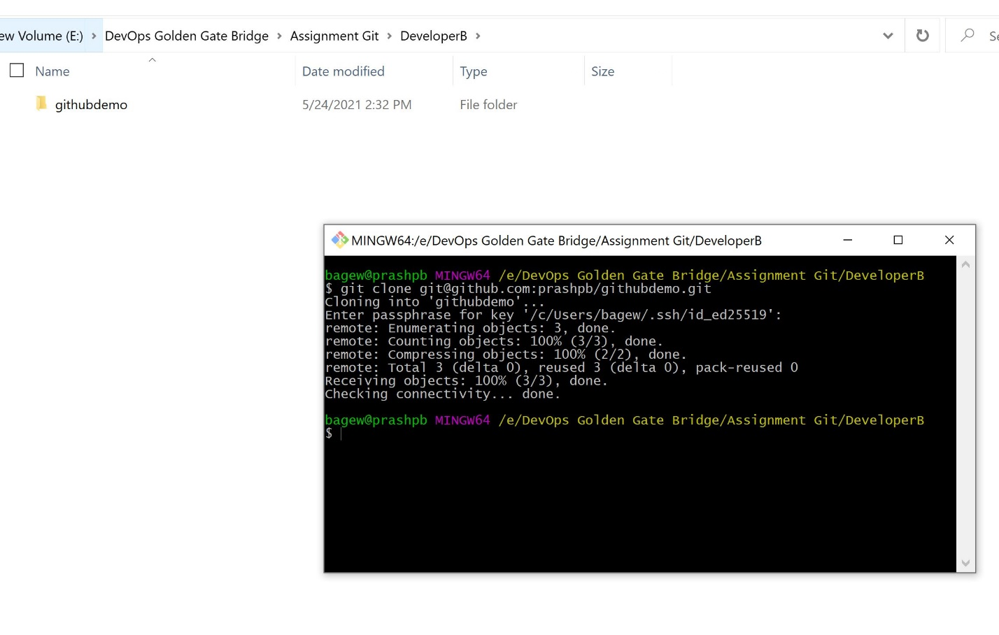 ew Volume (E:) › DevOps Golden Gate Bridge › Assignment Git › DeveloperB ›
Name Date modified Type Size
githubdemo 5/24/2021 2:32 PM File folder
MINGW64:/e/DevOps Golden Gate Bridge/Assignment Git/DeveloperB
bagew@prashpb MINGW64 /e/DevOps Golden Gate Bridge/Assignment Git/DeveloperB
$ git clone git@github.com:prashpb/githubdemo.git
Cloning into 'githubdemo'...
Enter passphrase for key '/c/Users/bagew/.ssh/id_ed25519':
remote: Enumerating objects: 3, done.
remote: Counting objects: 100% (3/3), done.
remote: Compressing objects: 100% (2/2), done.
remote: Total 3 (delta 0), reused 3 (delta 0), pack-reused 0
Receiving objects: 100% (3/3), done.
Checking connectivity... done.
bagew@prashpb MINGW64 /e/DevOps Golden Gate Bridge/Assignment Git/DeveloperB
$